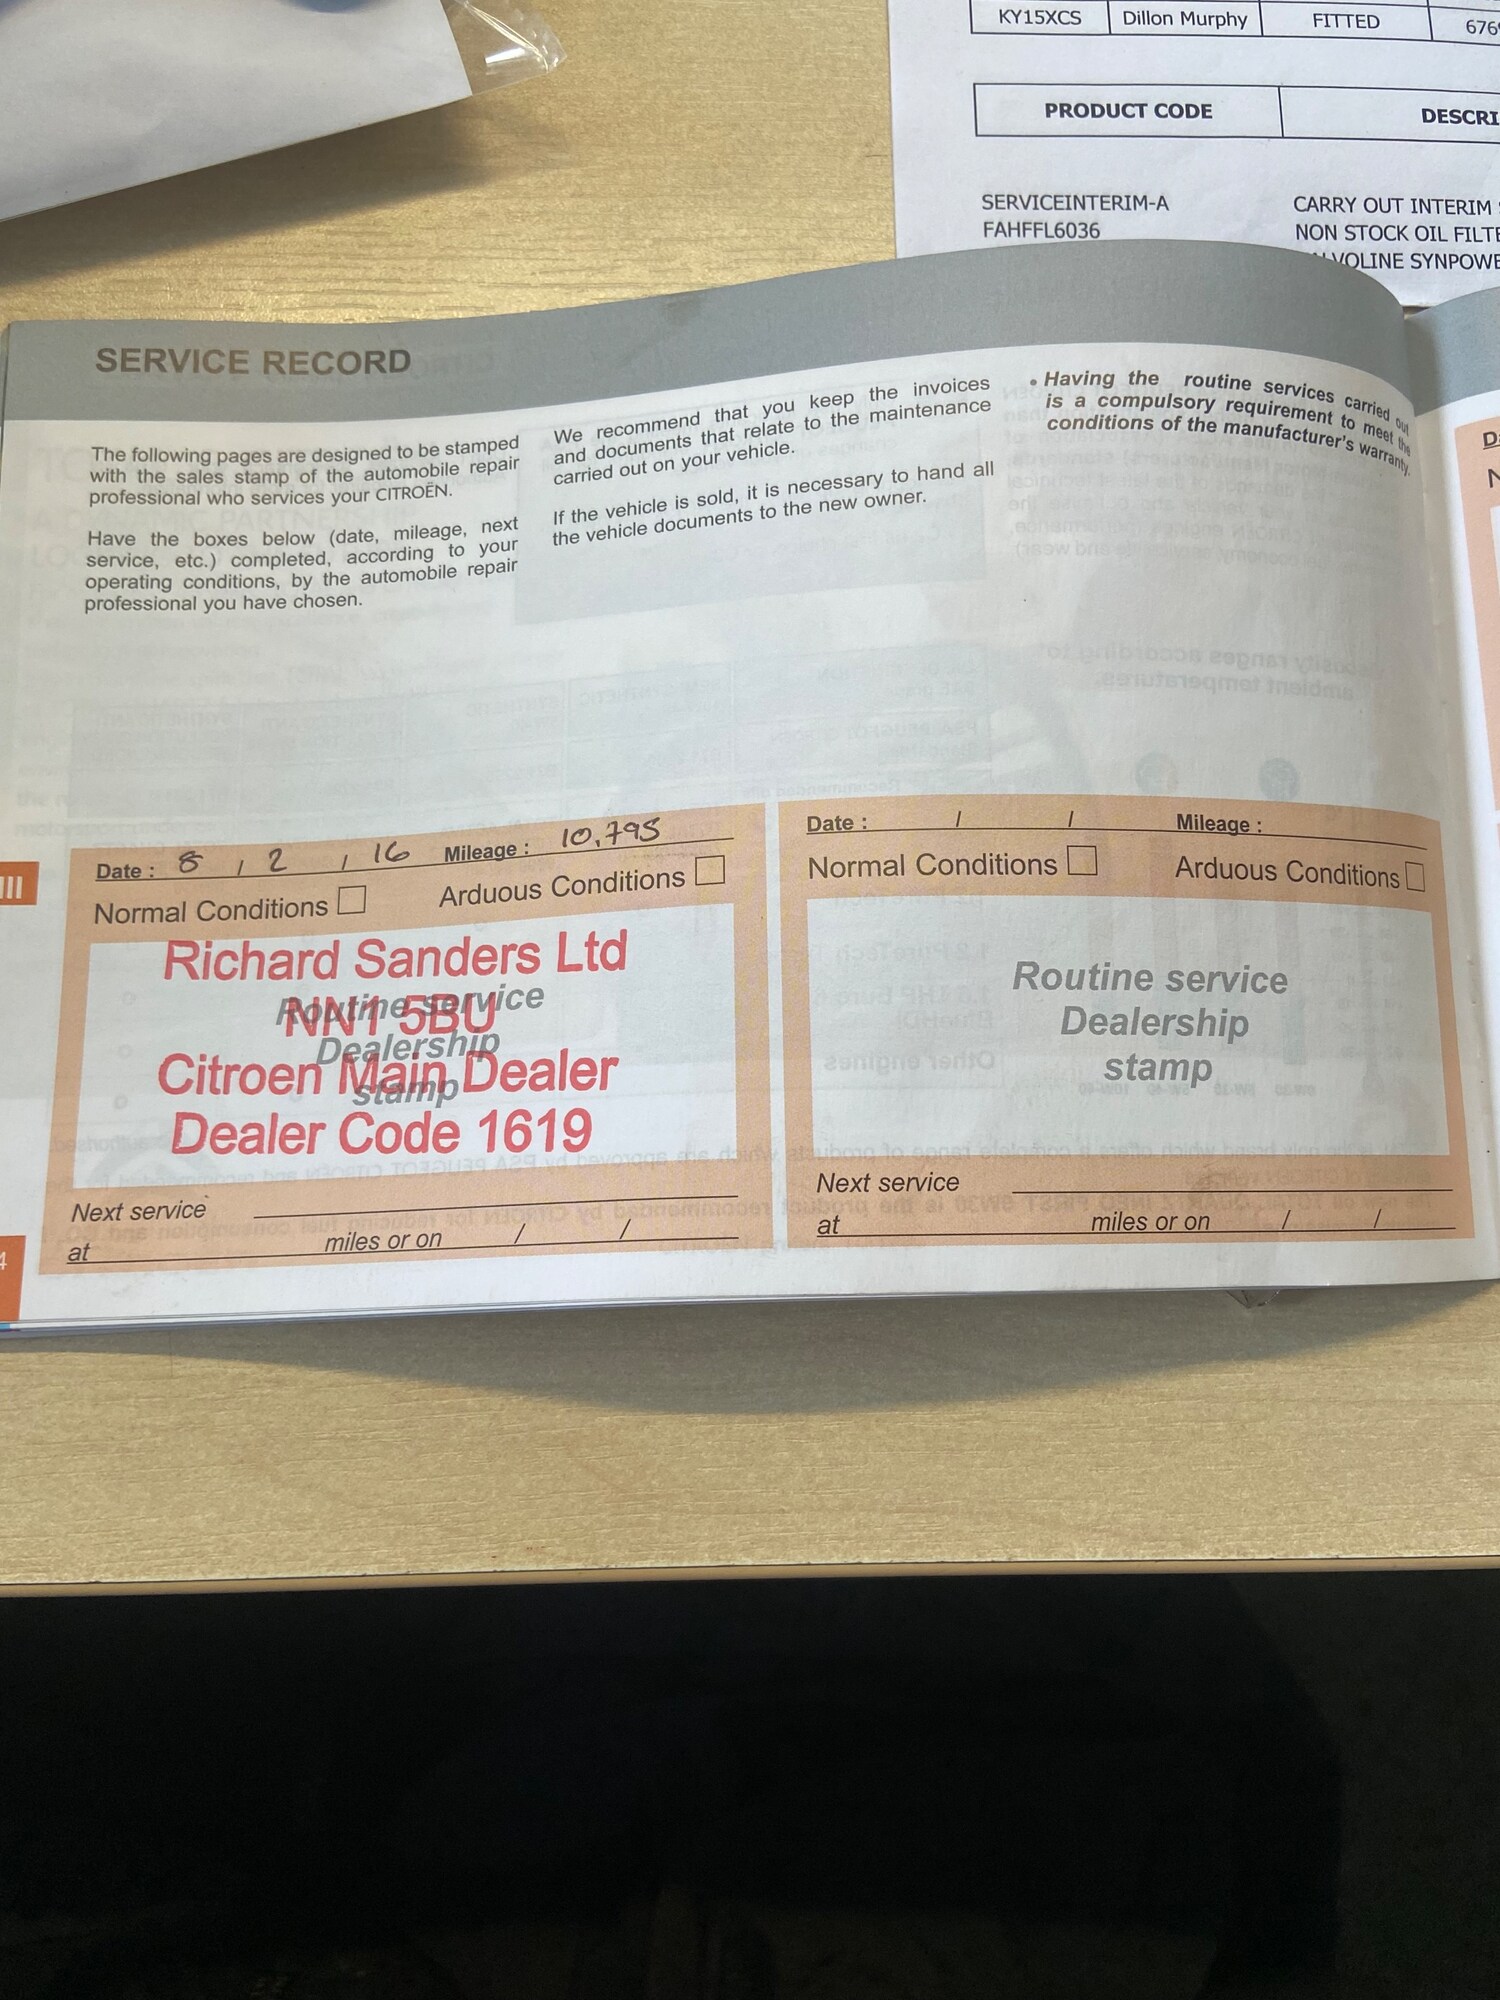 KY15XCS Dillon Murphy FITTED
PRODUCT CODE
SERVICEINTERIM-A CARRY OUT INTERIM
FAHFFL6036 NON STOCK OIL
SERVICE RECORD
The following pages are designed to be stamped
with the sales stamp of the automobile repair
professional who services your CITROËN.
Have the boxes below (date, mileage, next
service, etc.) completed, according to your
operating conditions, by the automobile repair
professional you have chosen.
We recommend that you keep the invoices
and documents that relate to the maintenance
carried out on your vehicle.
If the vehicle is sold, it is necessary to hand all
the vehicle documents to the new owner.
• Having the routine services carried out
is a compulsory requirement to meet the
conditions of the manufacturer's warranty.
III
Date : 8 / 2 / 16 Mileage : 10,795
Normal Conditions Arduous Conditions
Richard Sanders Ltd
Routine service
NN1 5BU
Dealership
Citroen Main Dealer
stamp
Dealer Code 1619
Next service
at miles or on / /
Date : / / Mileage :
Normal Conditions Arduous Conditions
Routine service
Dealership
stamp
Next service
at miles or on / /